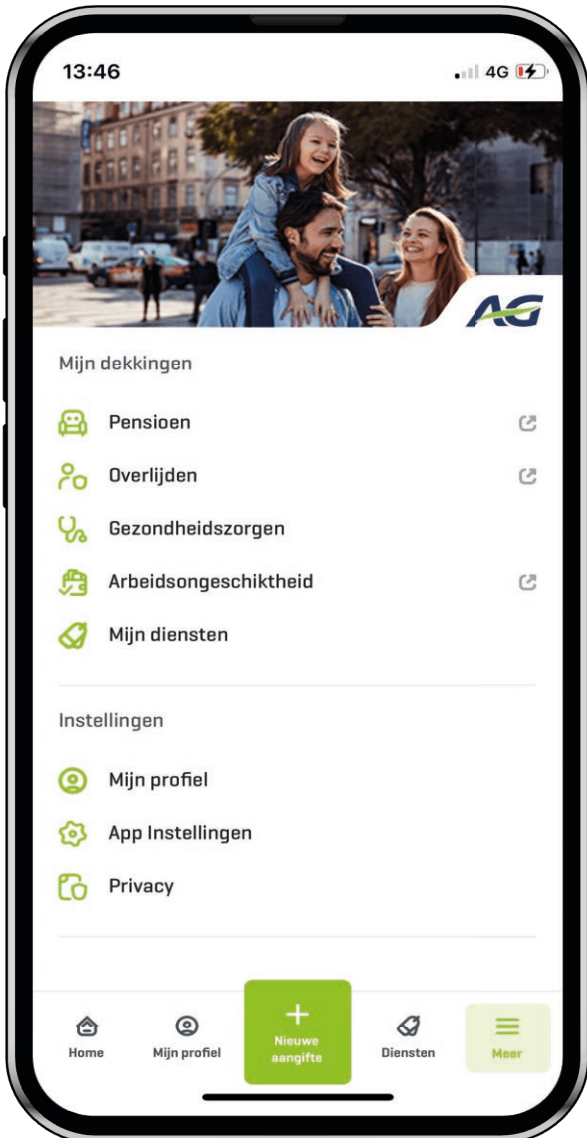 13:46
4G
AG
Mijn dekkingen
Pensioen
Overlijden
Gezondheidszorgen
Arbeidsongeschiktheid
Mijn diensten
Instellingen
Mijn profiel
App Instellingen
Privacy
Home
Mijn profiel
Nieuwe
aangifte
Diensten
Meer